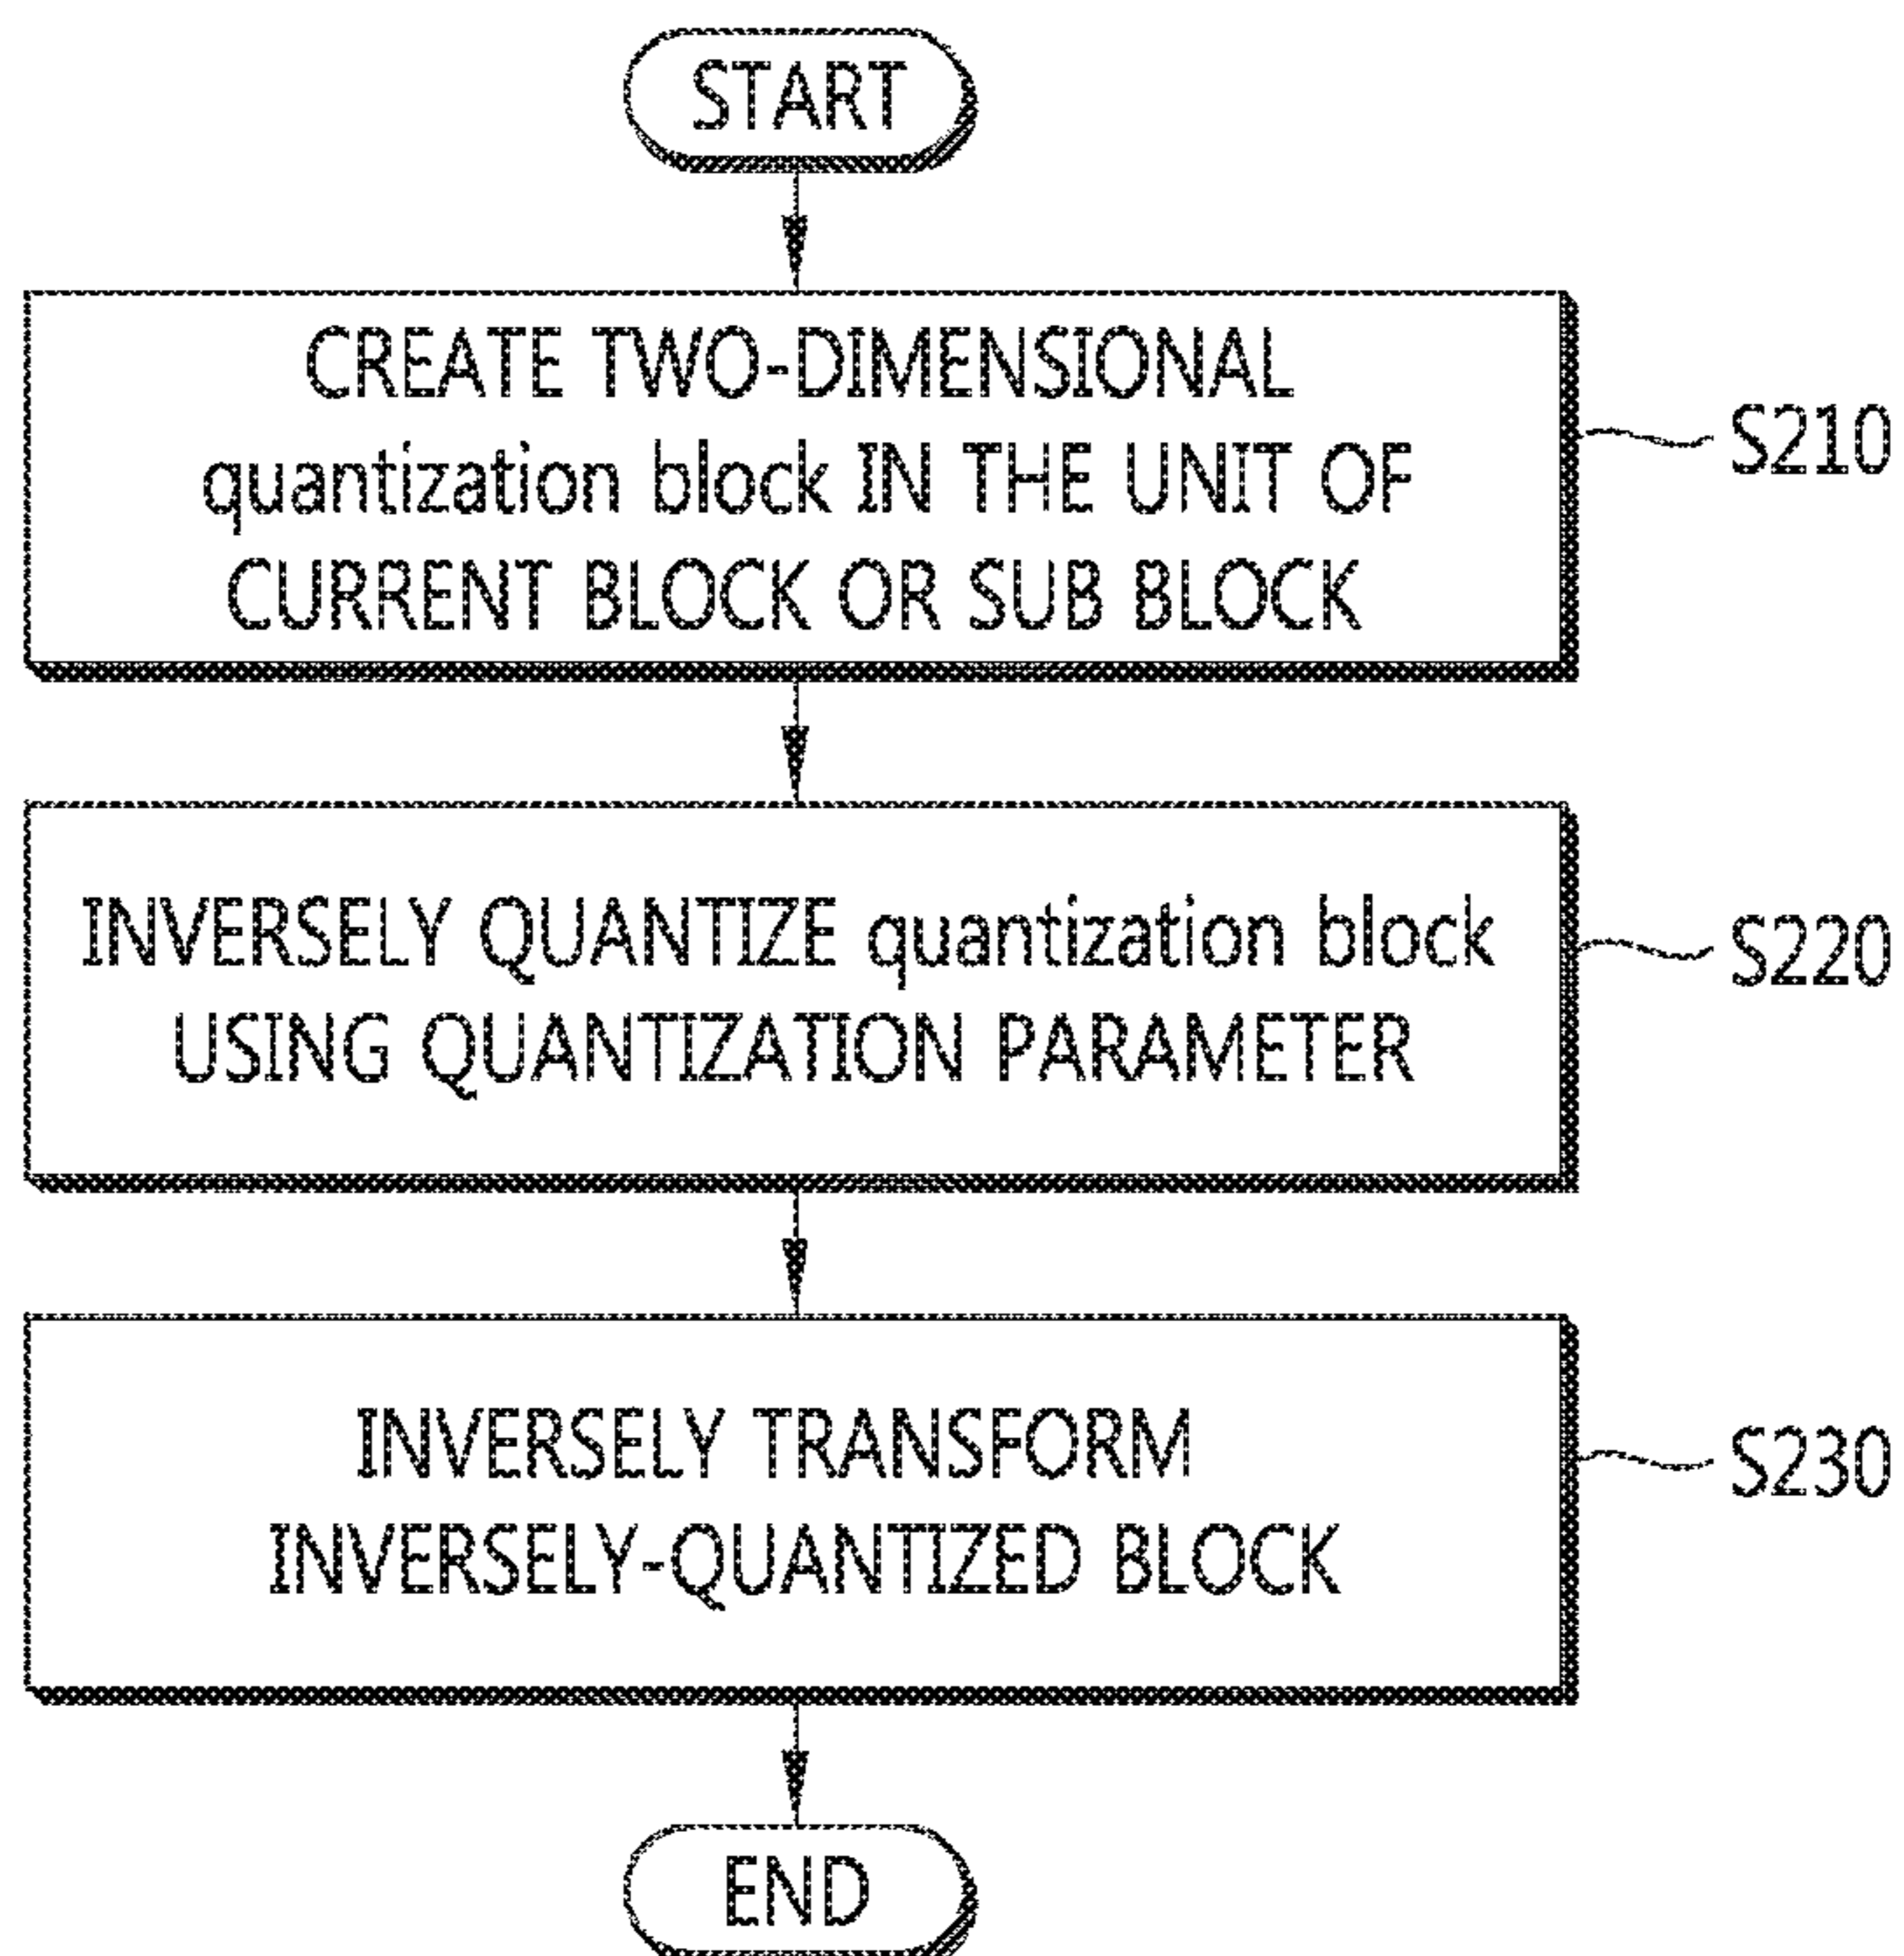 START
CREATE TWO-DIMENSIONAL
quantization block IN THE UNIT OF
CURRENT BLOCK OR SUB BLOCK
S210
INVERSELY QUANTIZE quantization block
USING QUANTIZATION PARAMETER
S220
INVERSELY TRANSFORM
INVERSELY-QUANTIZED BLOCK
S230
END